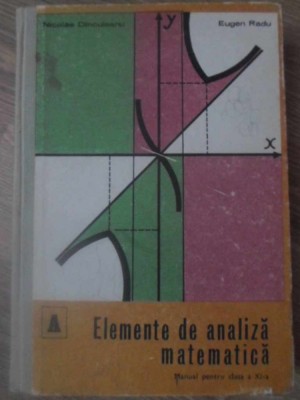 Nicolae Dinculeanu Eugen Radu
y
x
Elemente de analiză
matematică
Manual pentru clasa a XI-a